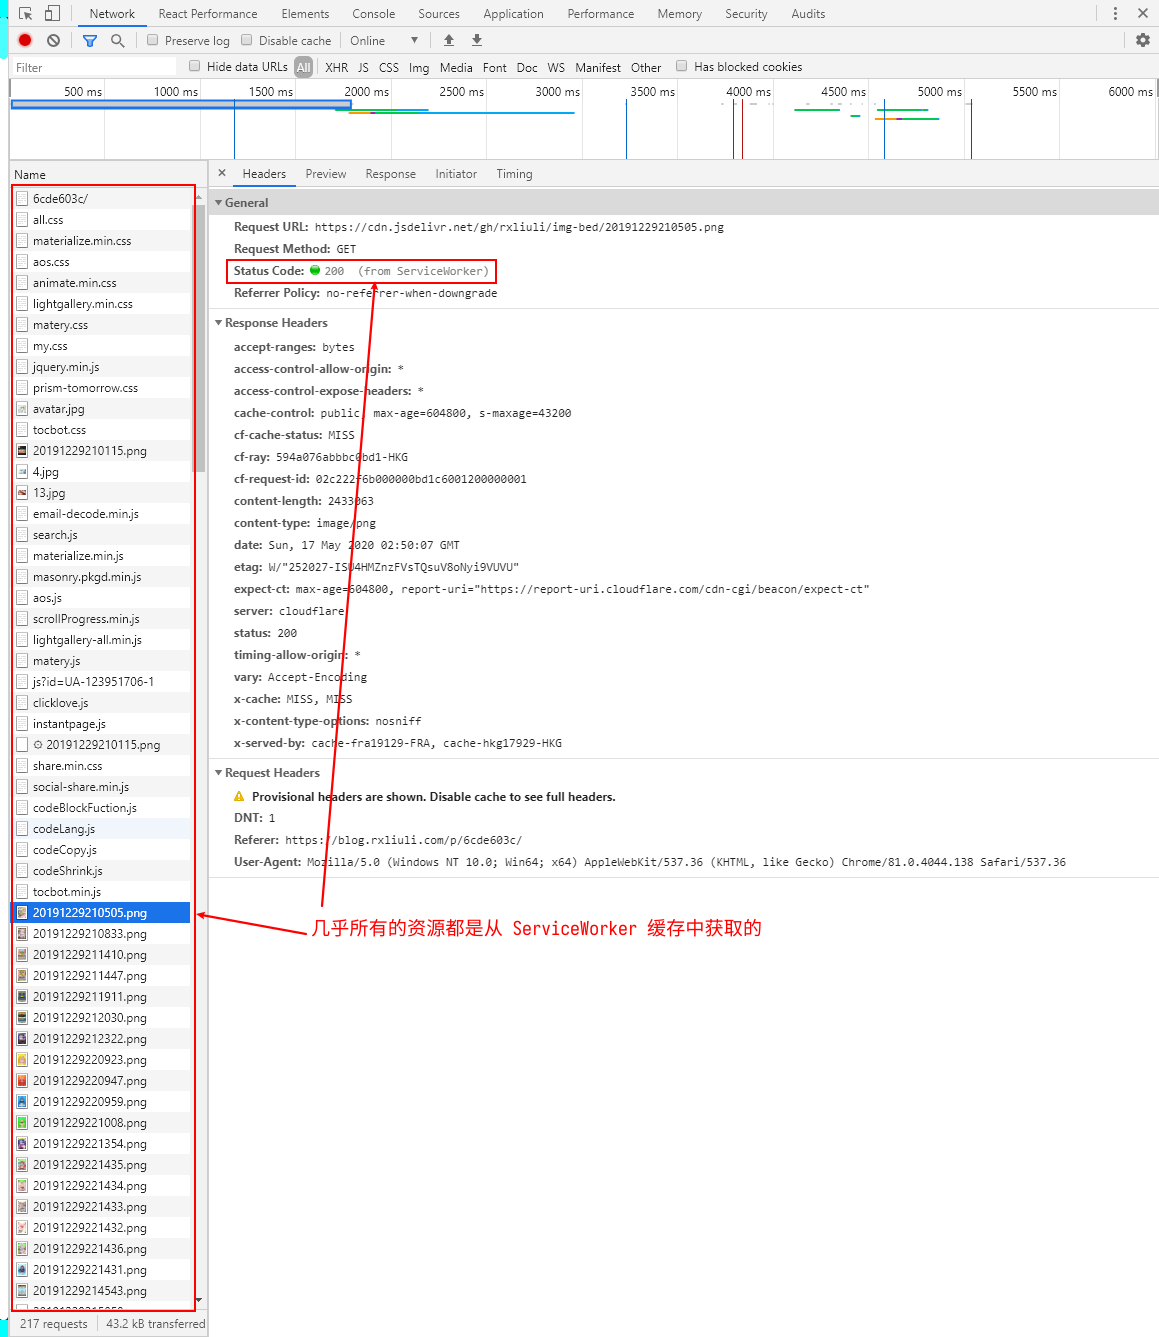 Network React Performance Elements Console Sources Application Performance Memory Security Audits
Preserve log Disable cache Online
Filter Hide data URLs All XHR JS CSS Img Media Font Doc WS Manifest Other Has blocked cookies
500 ms 1000 ms 1500 ms 2000 ms 2500 ms 3000 ms 3500 ms 4000 ms 4500 ms 5000 ms 5500 ms 6000 ms
Name
6cde603c/
all.css
materialize.min.css
aos.css
animate.min.css
lightgallery.min.css
matery.css
my.css
jquery.min.js
prism-tomorrow.css
avatar.jpg
tocbot.css
20191229210115.png
4.jpg
13.jpg
email-decode.min.js
search.js
materialize.min.js
masonry.pkgd.min.js
aos.js
scrollProgress.min.js
lightgallery-all.min.js
matery.js
js?id=UA-123951706-1
clicklove.js
instantpage.js
20191229210115.png
share.min.css
social-share.min.js
codeBlockFuction.js
codeLang.js
codeCopy.js
codeShrink.js
tocbot.min.js
20191229210505.png
20191229210833.png
20191229211410.png
20191229211447.png
20191229211911.png
20191229212030.png
20191229212322.png
20191229220923.png
20191229220947.png
20191229220959.png
20191229221008.png
20191229221354.png
20191229221435.png
20191229221434.png
20191229221433.png
20191229221432.png
20191229221436.png
20191229221431.png
20191229214543.png
217 requests 43.2 kB transferred
Headers Preview Response Initiator Timing
General
Request URL: https://cdn.jsdelivr.net/gh/rxliuli/img-bed/20191229210505.png
Request Method: GET
Status Code: 200 (from ServiceWorker)
Referrer Policy: no-referrer-when-downgrade
Response Headers
accept-ranges: bytes
access-control-allow-origin: *
access-control-expose-headers: *
cache-control: public, max-age=604800, s-maxage=43200
cf-cache-status: MISS
cf-ray: 594a076abbbc0bd1-HKG
cf-request-id: 02c222f6b000000bd1c6001200000001
content-length: 2433063
content-type: image/png
date: Sun, 17 May 2020 02:50:07 GMT
etag: W/"252027-ISU4HMZnzFVsTQsuV8oNyi9VUVU"
expect-ct: max-age=604800, report-uri="https://report-uri.cloudflare.com/cdn-cgi/beacon/expect-ct"
server: cloudflare
status: 200
timing-allow-origin: *
vary: Accept-Encoding
x-cache: MISS, MISS
x-content-type-options: nosniff
x-served-by: cache-fra19129-FRA, cache-hkg17929-HKG
Request Headers
Provisional headers are shown. Disable cache to see full headers.
DNT: 1
Referer: https://blog.rxliuli.com/p/6cde603c/
User-Agent: Mozilla/5.0 (Windows NT 10.0; Win64; x64) AppleWebKit/537.36 (KHTML, like Gecko) Chrome/81.0.4044.138 Safari/537.36
几乎所有的资源都是从 ServiceWorker 缓存中获取的